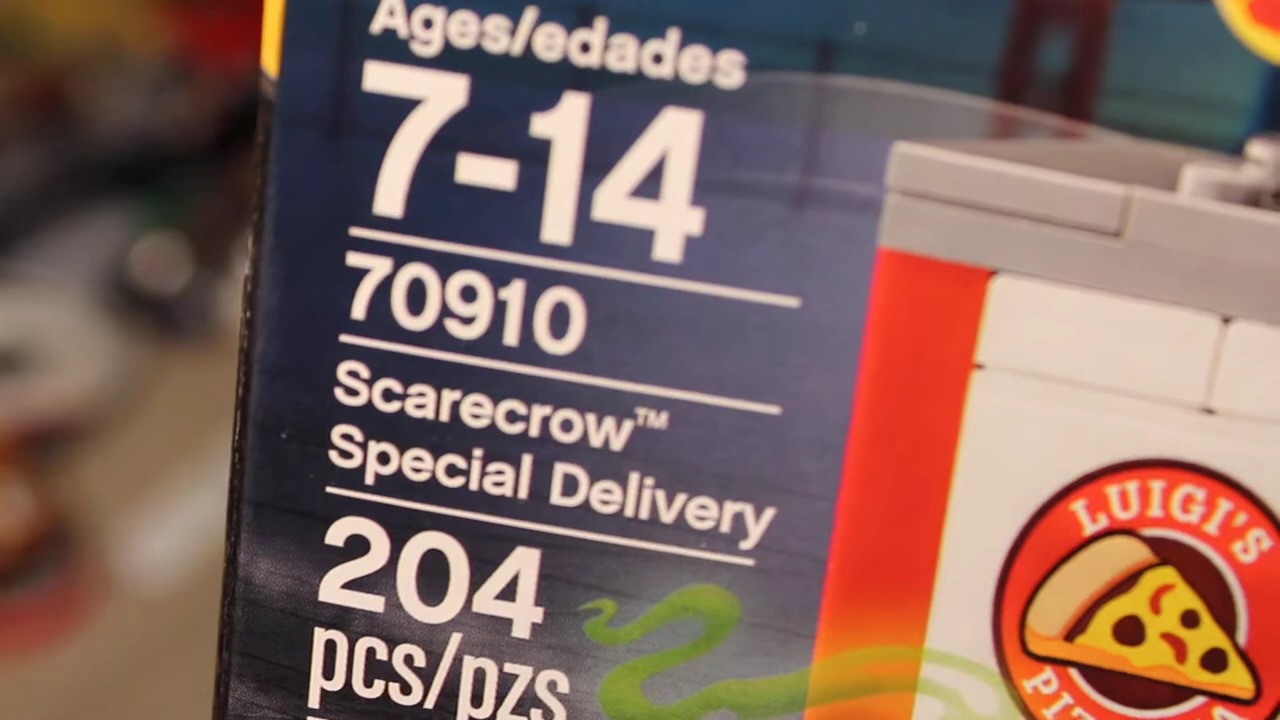 Ages/edades
7-14
70910
Scarecrow™
Special Delivery
204
pcs/pzs
LUIGI'S